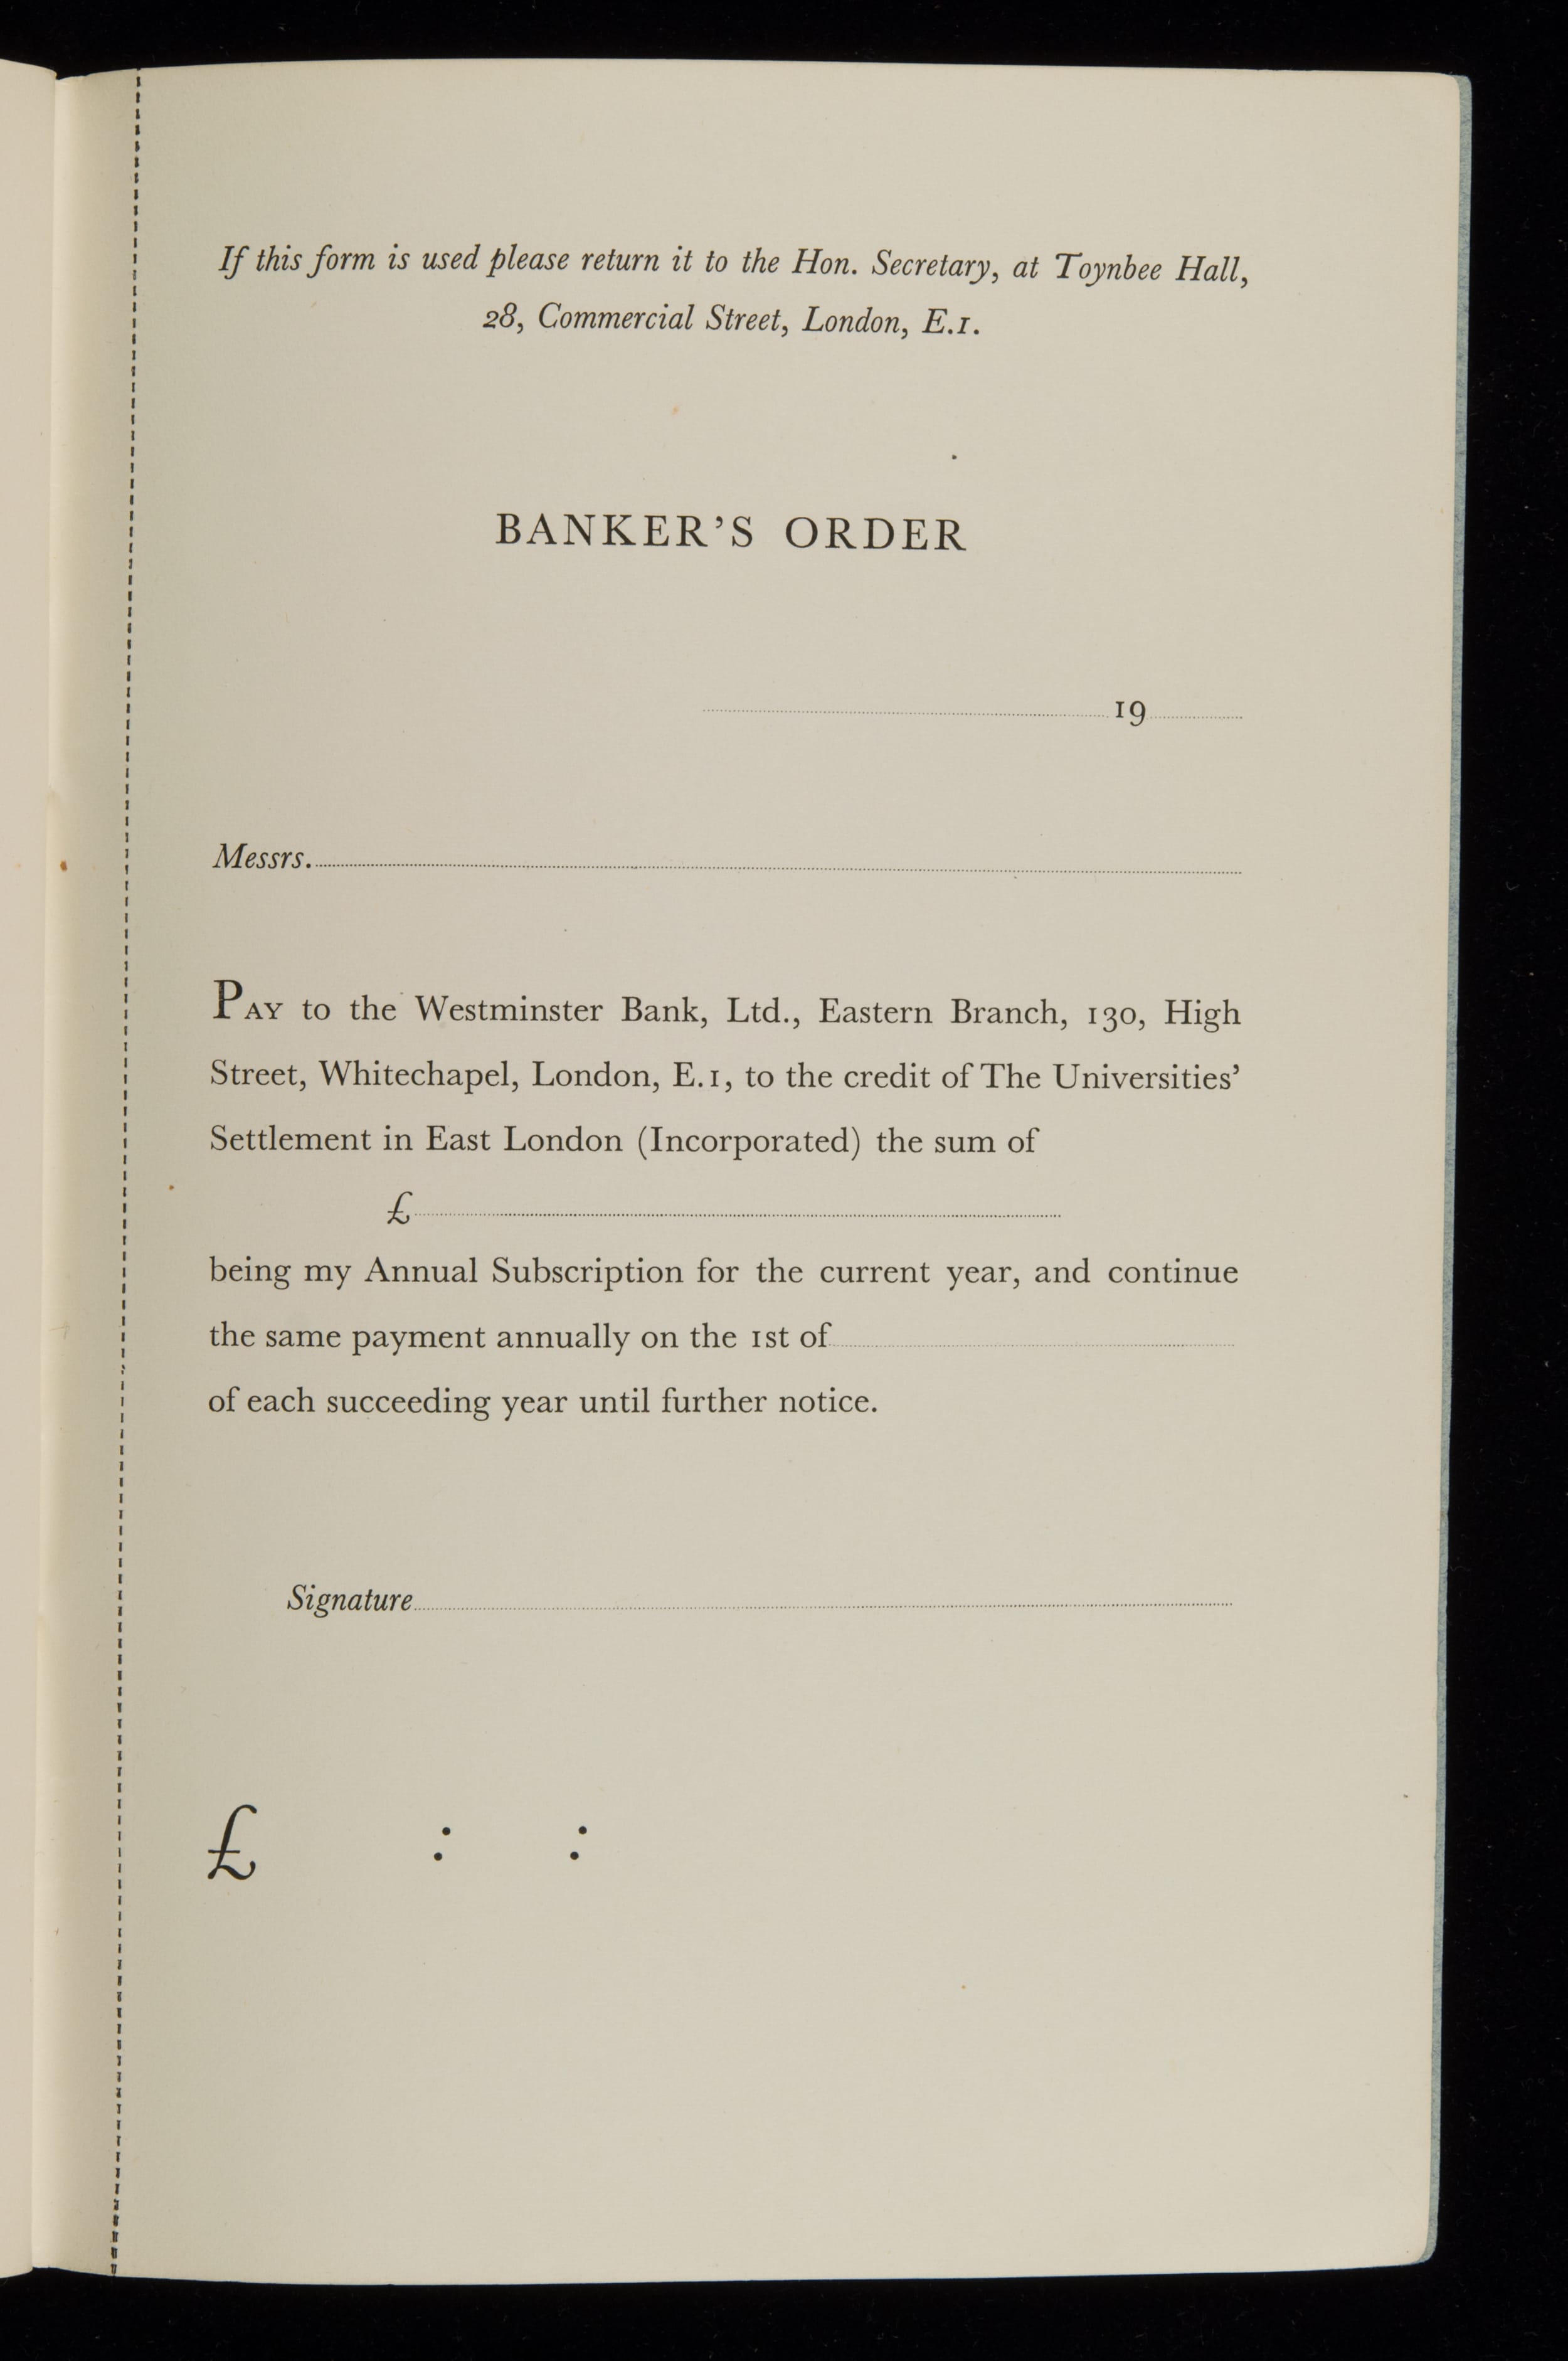 If this form is used please return it to the Hon. Secretary, at Toynbee Hall,
28, Commercial Street, London, E.1.
BANKER’S ORDER
19
Messrs.
PAY to the Westminster Bank, Ltd., Eastern Branch, 130, High
Street, Whitechapel, London, E.1, to the credit of The Universities’
Settlement in East London (Incorporated) the sum of
£
being my Annual Subscription for the current year, and continue
the same payment annually on the 1st of
of each succeeding year until further notice.
Signature
£ : :